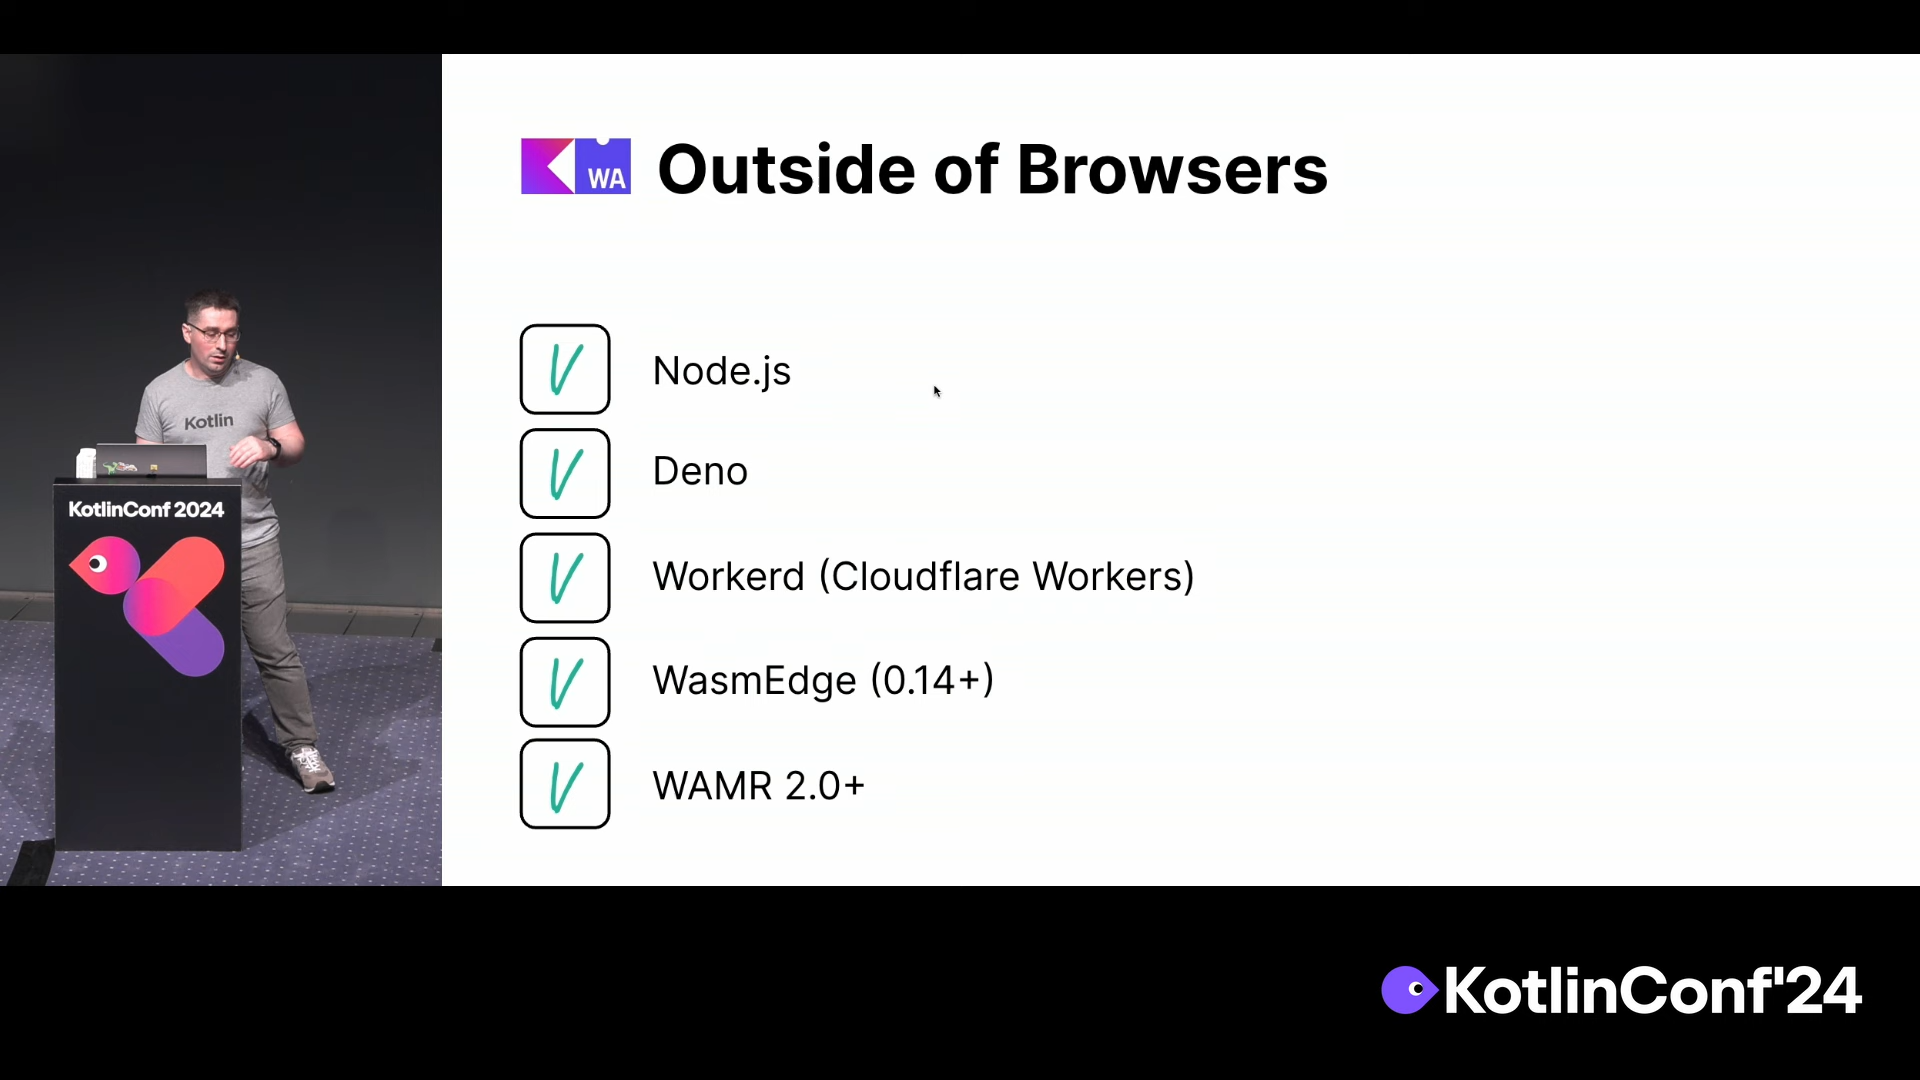 WA
Outside of Browsers
Node.js
Deno
Workerd (Cloudflare Workers)
WasmEdge (0.14+)
WAMR 2.0+
Kotlin
KotlinConf 2024
KotlinConf'24